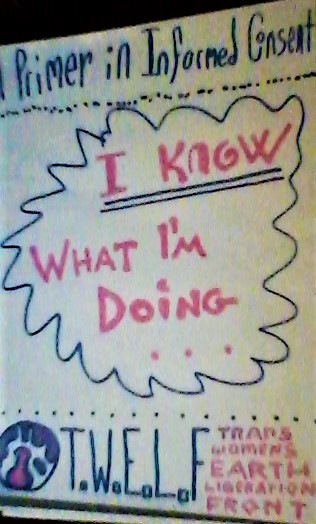 A Primer in Informed Consent
I KNOW
WHAT I'M
DOiNG
...
T.W.E.L.F
TRANS
WOMENS
EARTH
LIBERATION
FRONT